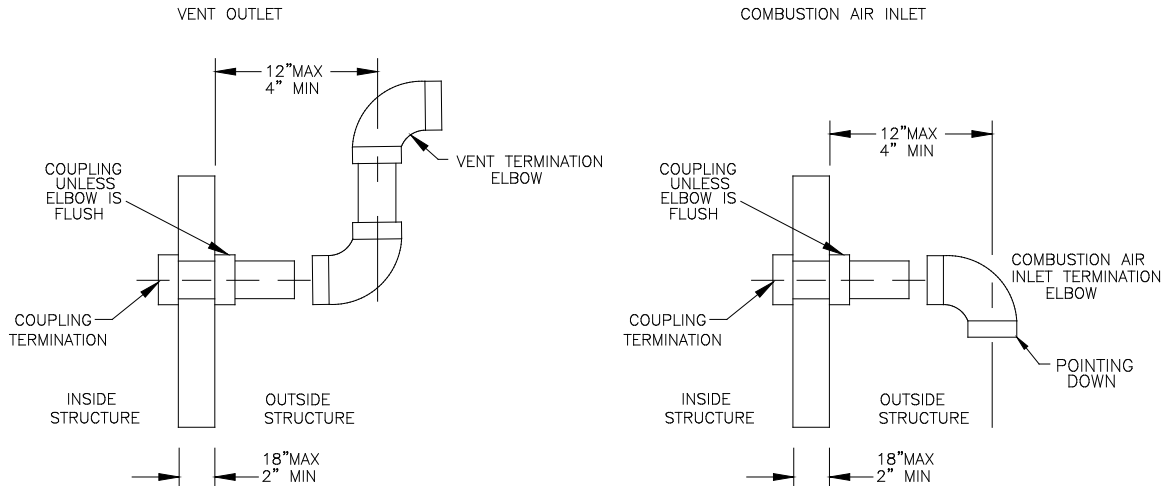 VENT OUTLET
12”MAX
4” MIN
COUPLING
UNLESS
ELBOW IS
FLUSH
VENT TERMINATION
ELBOW
COUPLING
TERMINATION
INSIDE
STRUCTURE
OUTSIDE
STRUCTURE
18”MAX
2” MIN
COMBUSTION AIR INLET
12”MAX
4” MIN
COUPLING
UNLESS
ELBOW IS
FLUSH
COMBUSTION AIR
INLET TERMINATION
ELBOW
COUPLING
TERMINATION
POINTING
DOWN
INSIDE
STRUCTURE
OUTSIDE
STRUCTURE
18”MAX
2” MIN